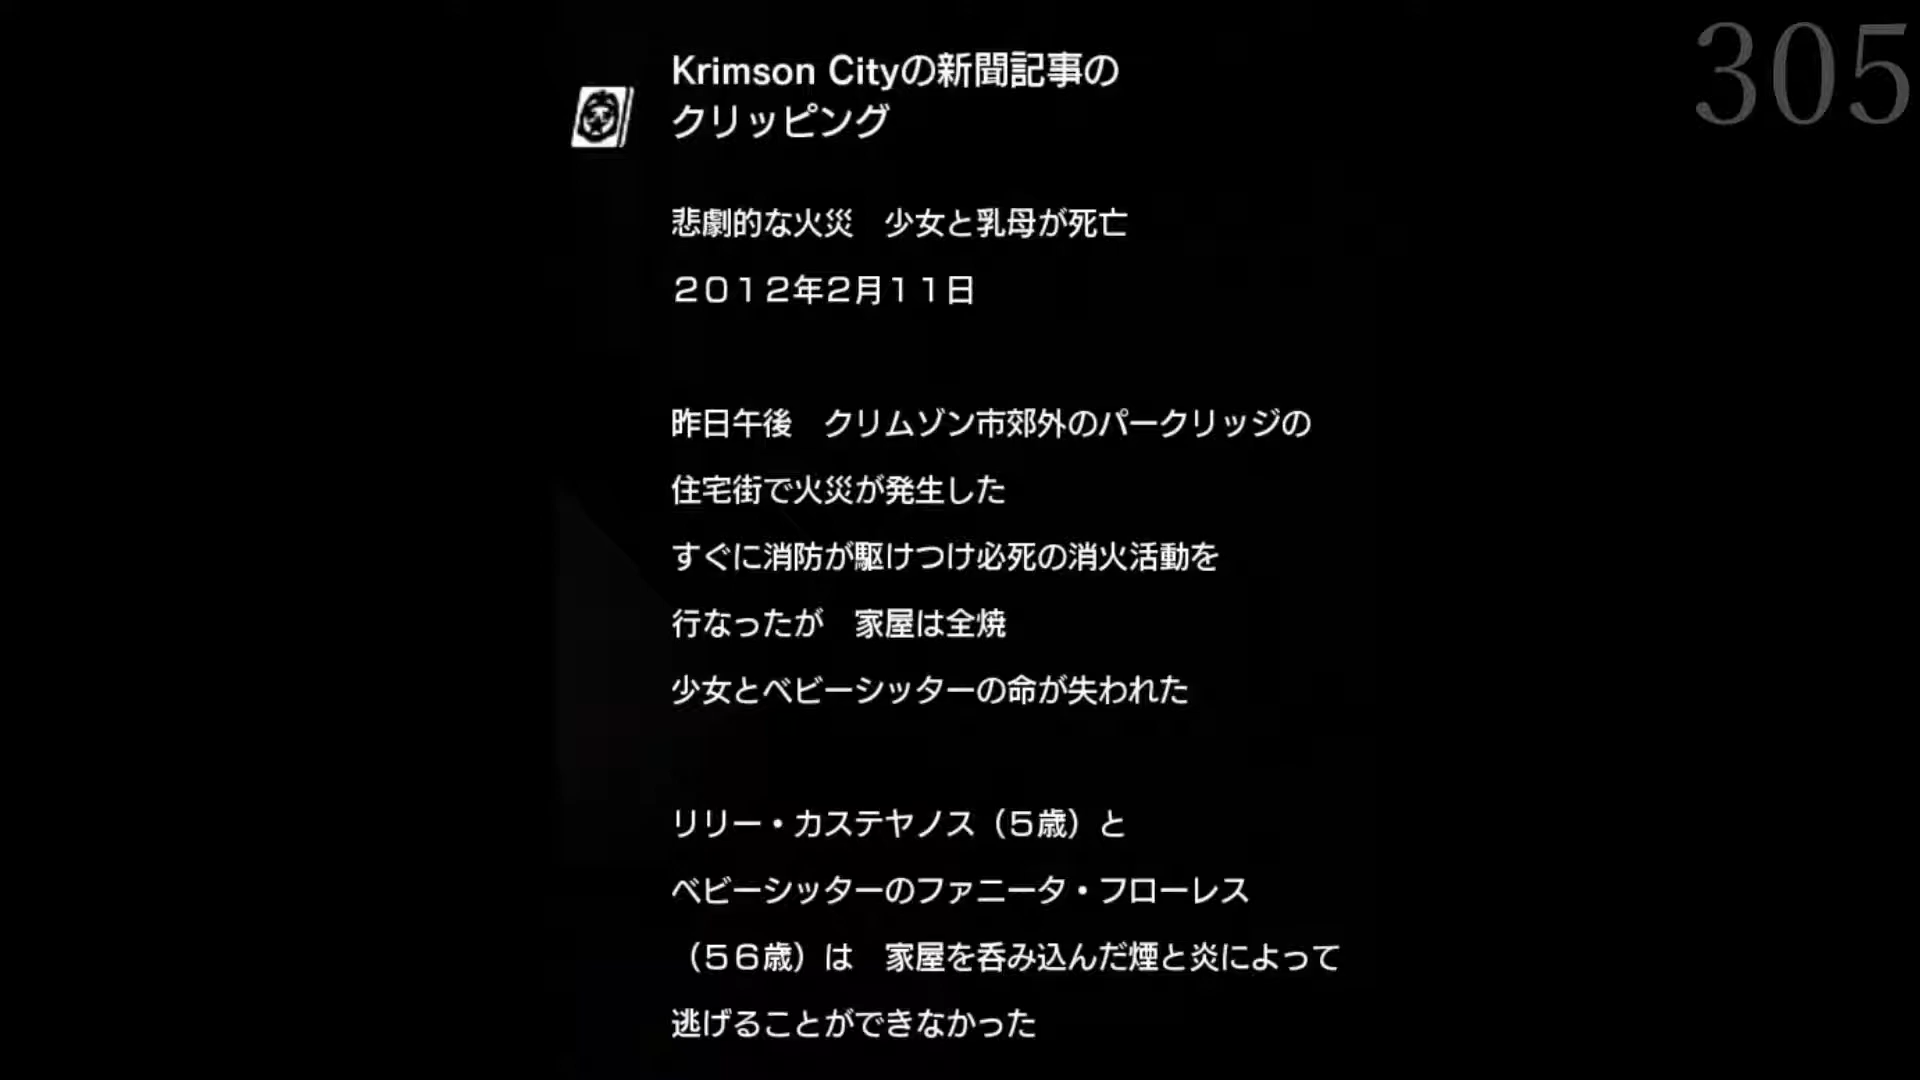 305
Krimson Cityの新聞記事の
クリッピング
悲劇的な火災　少女と乳母が死亡
２０１２年２月１１日
昨日午後　クリムゾン市郊外のパークリッジの
住宅街で火災が発生した
すぐに消防が駆けつけ必死の消火活動を
行なったが　家屋は全焼
少女とベビーシッターの命が失われた
リリー・カステヤノス（５歳）と
ベビーシッターのファニータ・フローレス
（５６歳）は　家屋を呑み込んだ煙と炎によって
逃げることができなかった